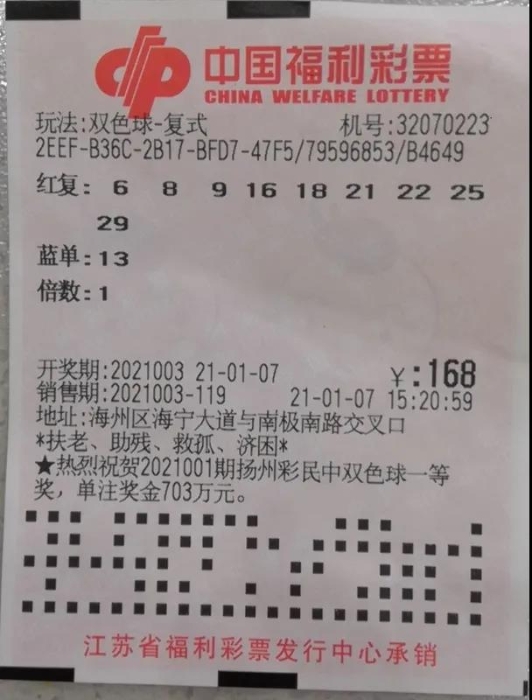 中国福利彩票
CHINA WELFARE LOTTERY
玩法:双色球-复式 机号:32070223
2EEF-B36C-2B17-BFD7-47F5/79596853/B4649
红复: 6 8 9 16 18 21 22 25
29
蓝单:13
倍数:1
开奖期:2021003 21-01-07 ¥:168
销售期:2021003-119 21-01-07 15:20:59
地址:海州区海宁大道与南极南路交叉口
*扶老、助残、救孤、济困*
★热烈祝贺2021001期扬州彩民中双色球一等
奖，单注奖金703万元。
江苏省福利彩票发行中心承销